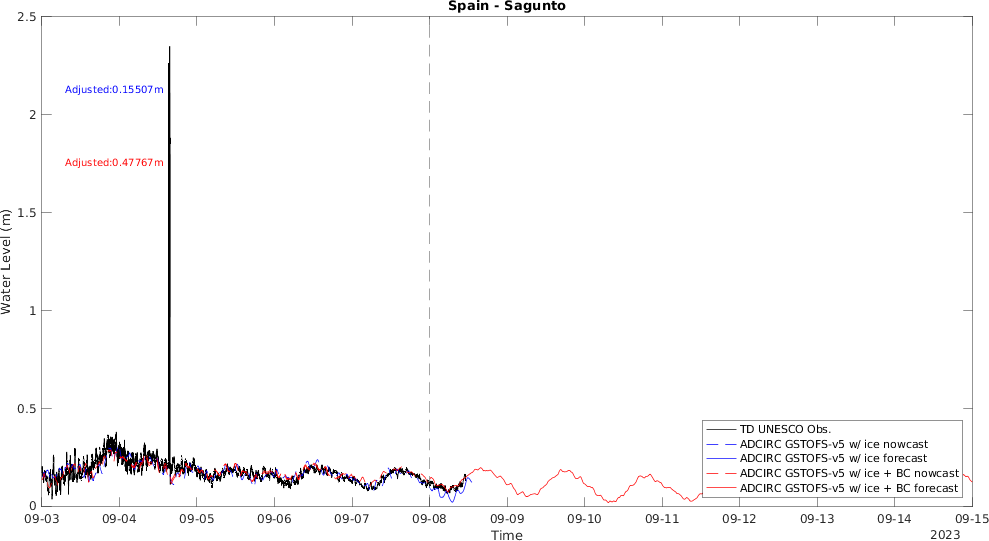 Spain - Sagunto
2.5
2
1.5
1
0.5
0
Water Level (m)
Adjusted:0.15507m
Adjusted:0.47767m
TD UNESCO Obs.
ADCIRC GSTOFS-v5 w/ ice nowcast
ADCIRC GSTOFS-v5 w/ ice forecast
ADCIRC GSTOFS-v5 w/ ice + BC nowcast
ADCIRC GSTOFS-v5 w/ ice + BC forecast
09-03 09-04 09-05 09-06 09-07 09-08 09-09 09-10 09-11 09-12 09-13 09-14 09-15
Time
2023